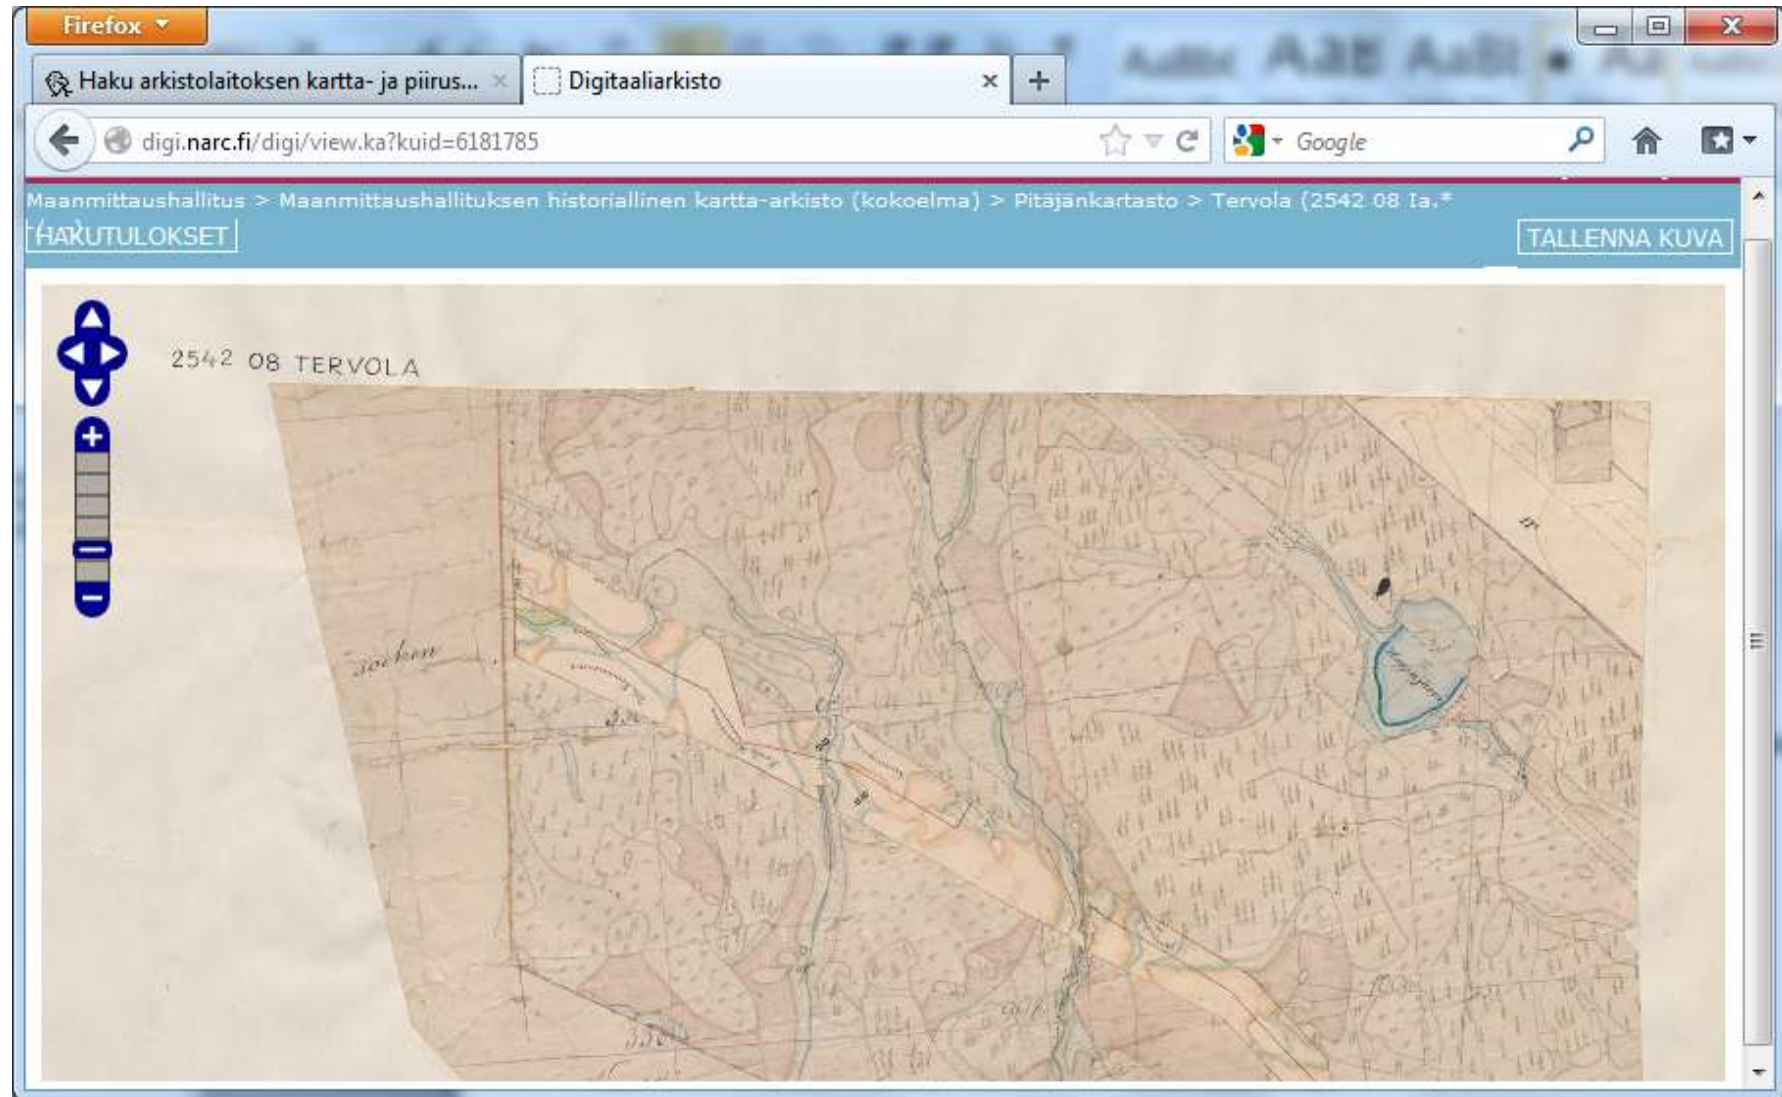 Firefox
Haku arkistolaitoksen kartta- ja piirus...
Digitaaliarkisto
digi.narc.fi/digi/view.ka?kuid=6181785
Google
Maanmittaushallitus > Maanmittaushallituksen historiallinen kartta-arkisto (kokoelma) > Pitäjänkartasto > Tervola (2542 08 Ia.*
HAKUTULOKSET
TALLENNA KUVA
2542 08 TERVOLA
socken